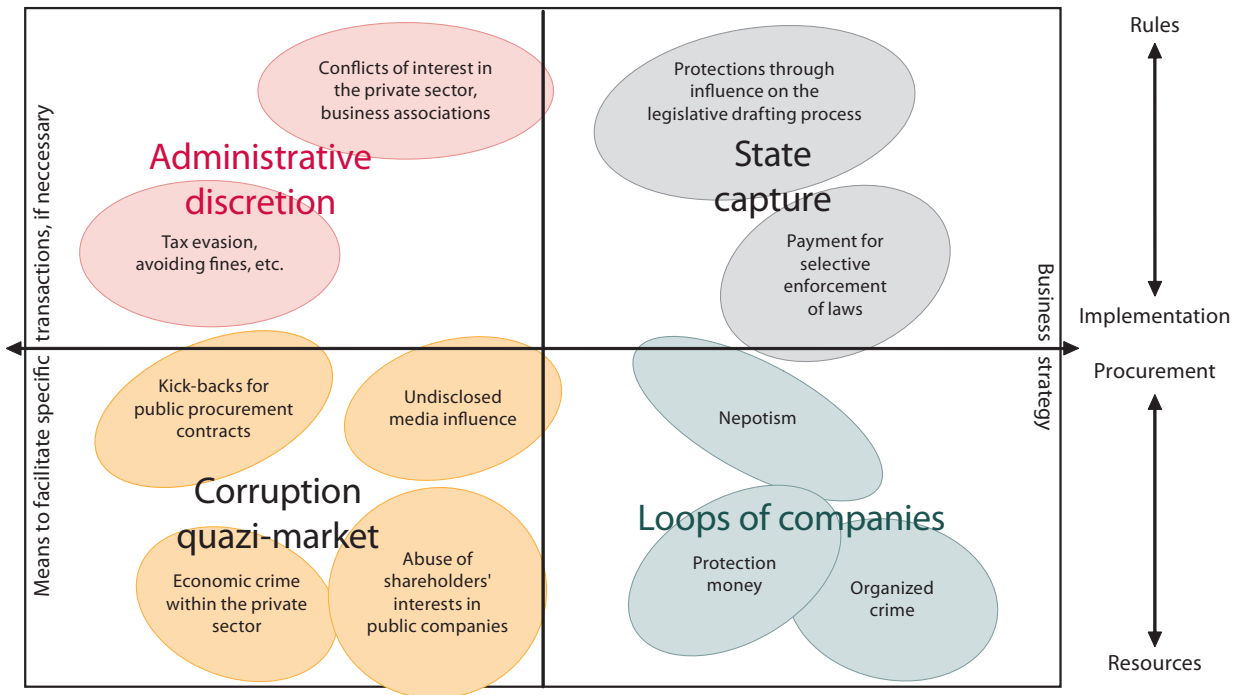 Rules
Conflicts of interest in
the private sector,
business associations
Protections through
influence on the
legislative drafting process
Administrative
discretion
State
capture
Tax evasion,
avoiding fines, etc.
Payment for
selective
enforcement
of laws
Means to facilitate specific transactions, if necessary
Business strategy
Implementation
Procurement
Kick-backs for
public procurement
contracts
Undisclosed
media influence
Nepotism
Corruption
quazi-market
Loops of companies
Economic crime
within the private
sector
Abuse of
shareholders'
interests in
public companies
Protection
money
Organized
crime
Resources